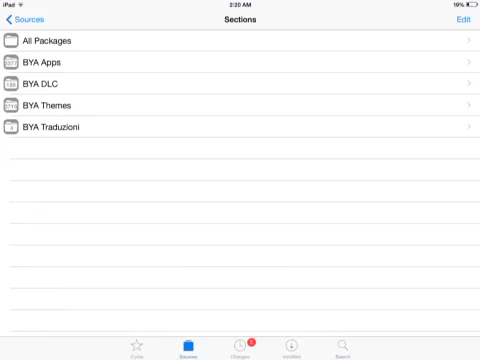 iPad
2:20 AM
19%
Sources
Sections
Edit
All Packages
BYA Apps
BYA DLC
BYA Themes
BYA Traduzioni
4
Cydia
Sources
Changes
Installed
Search